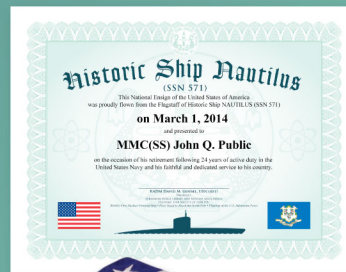 Historic Ship Nautilus
(SSN 571)
This National Ensign of the United States of America
was proudly flown from the Flagstaff of Historic Ship NAUTILUS (SSN 571)
on March 1, 2014
and presented to
MMC(SS) John Q. Public
on the occasion of his retirement following 24 years of active duty in the
United States Navy and his faithful and dedicated service to his country.